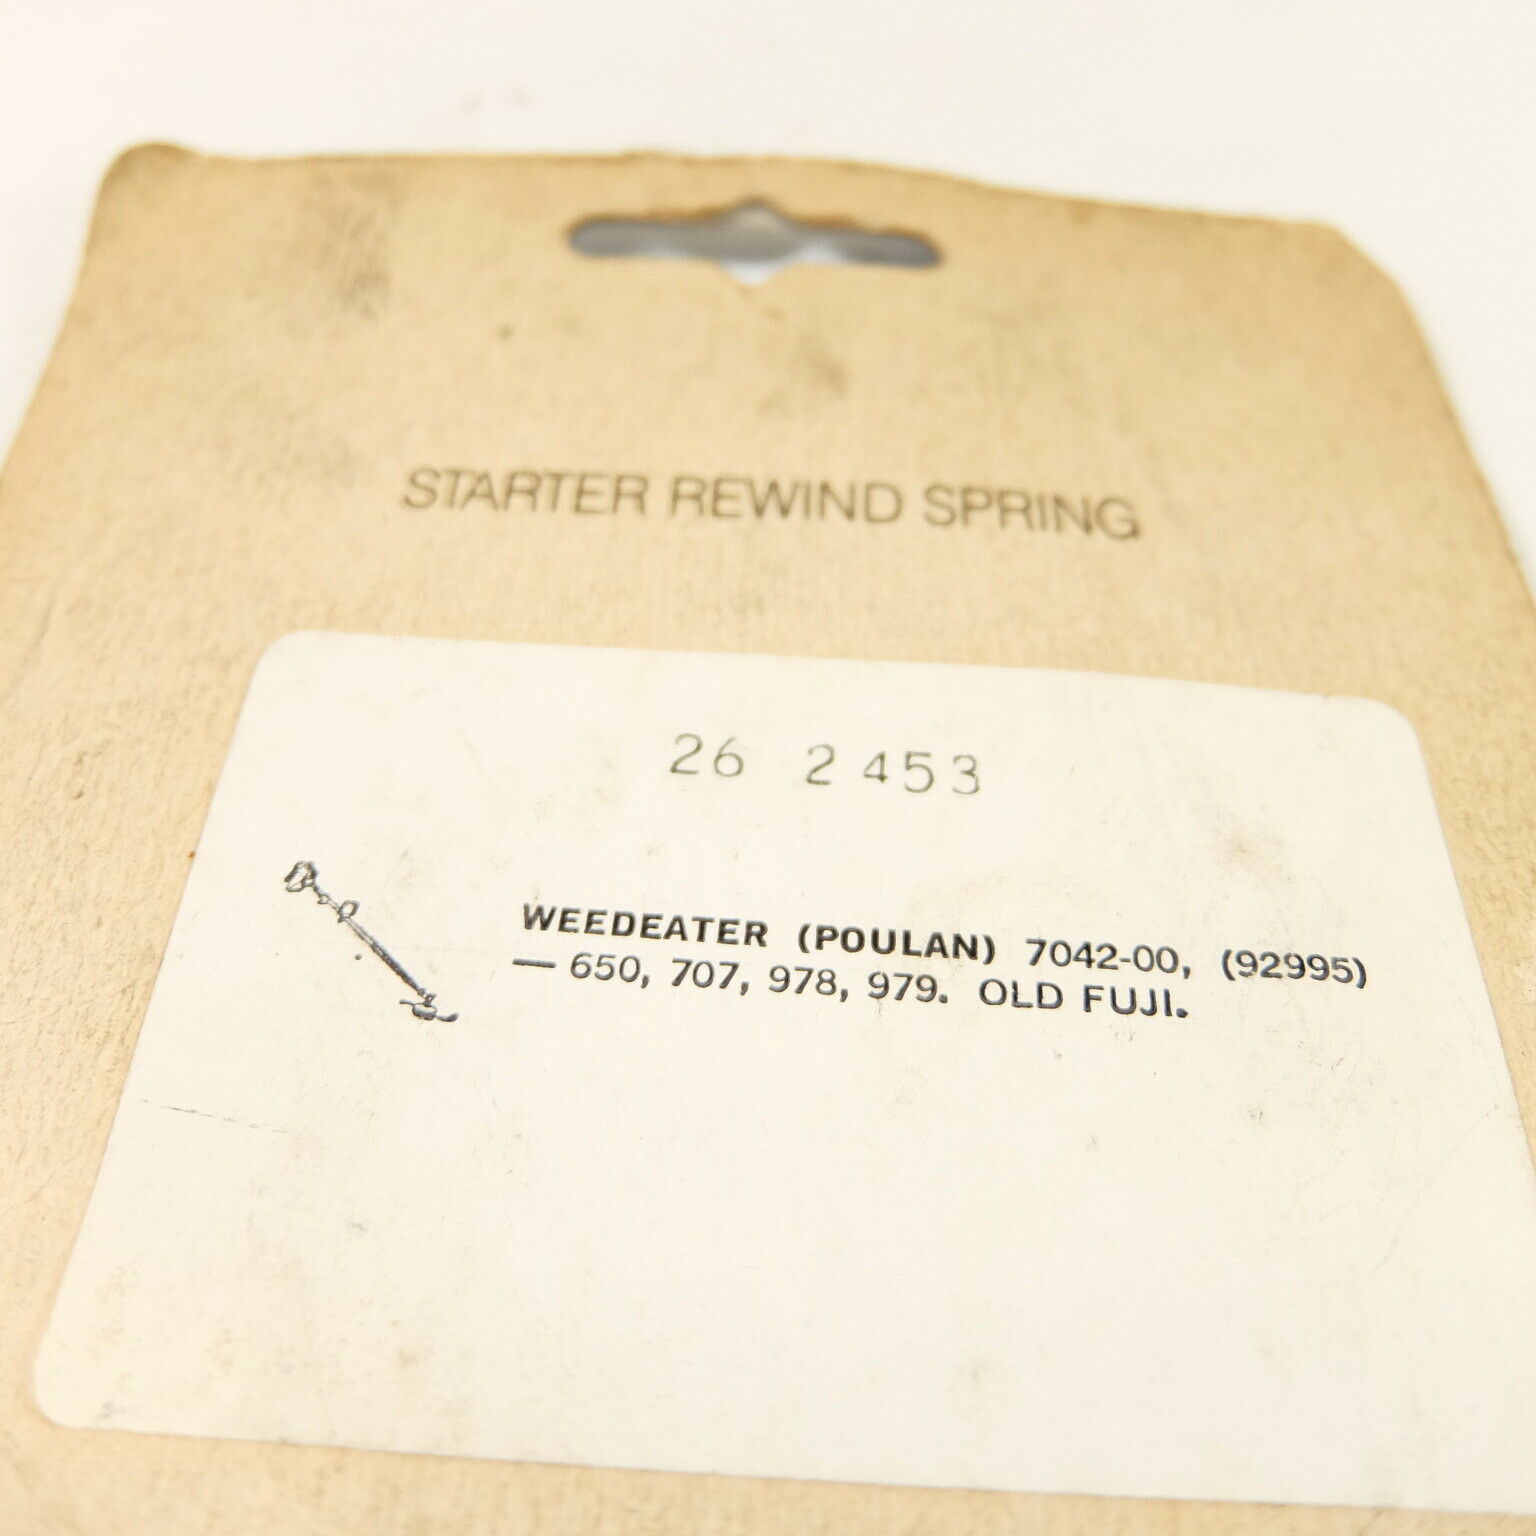 STARTER REWIND SPRING
26 2453
WEEDEATER (POULAN) 7042-00, (92995)
— 650, 707, 978, 979. OLD FUJI.